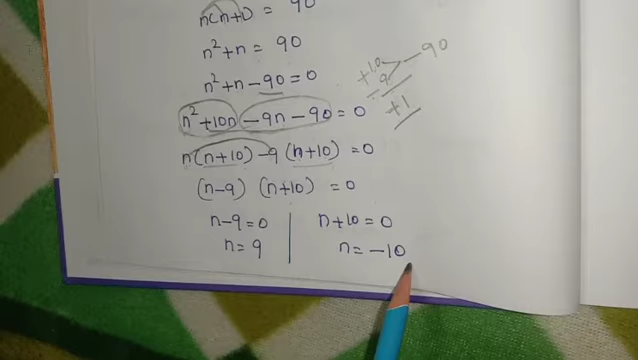 n(n+1) = 90
n²+n = 90
n²+n-90=0
+10 -90
-9
+1
n²+10n -9n-90=0
n(n+10)-9(n+10)=0
(n-9) (n+10) =0
n-9=0 | n+10=0
n=9 | n=-10